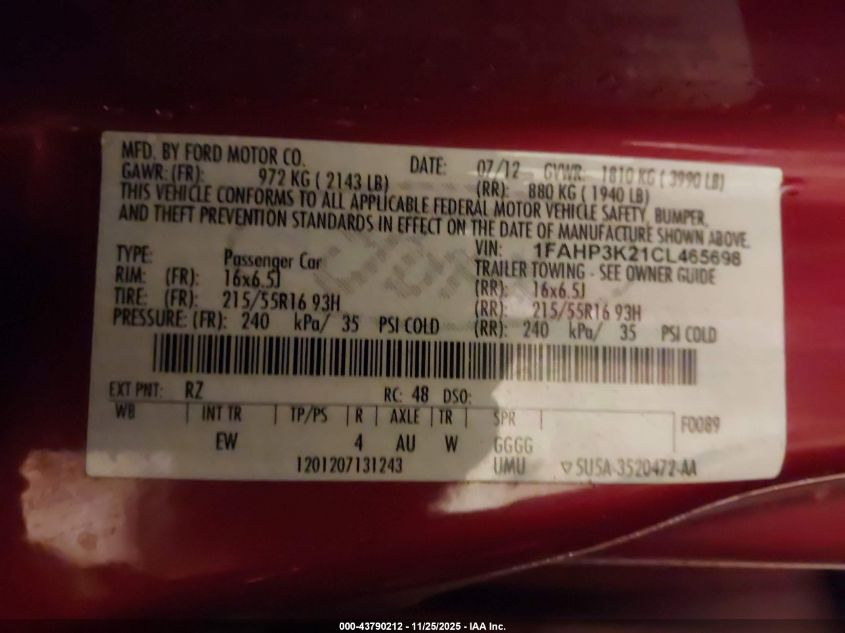 MFD. BY FORD MOTOR CO. DATE: 07/12 GVWR: 1810 KG ( 3990 LB)
GAWR:(FR): 972 KG ( 2143 LB) (RR): 880 KG ( 1940 LB)
THIS VEHICLE CONFORMS TO ALL APPLICABLE FEDERAL MOTOR VEHICLE SAFETY, BUMPER,
AND THEFT PREVENTION STANDARDS IN EFFECT ON THE DATE OF MANUFACTURE SHOWN ABOVE.
VIN: 1FAHP3K21CL465698
TYPE: Passenger Car TRAILER TOWING - SEE OWNER GUIDE
RIM: (FR): 16x6.5J (RR): 16x6.5J
TIRE: (FR): 215/55R16 93H (RR): 215/55R16 93H
PRESSURE: (FR): 240 kPa/ 35 PSI COLD (RR): 240 kPa/ 35 PSI COLD
EXT PNT: RZ RC: 48 DSO:
WB INT TR TP/PS R AXLE TR SPR F0089
EW 4 AU W GGGG
1201207131243 UMU 5U5A-3520472-AA
000-43790212 - 11/25/2025 - IAA Inc.